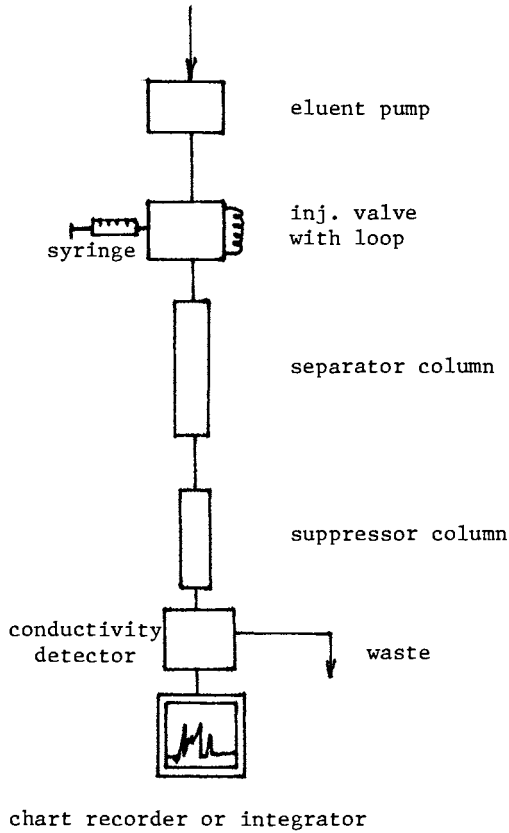 eluent pump
inj. valve
with loop
syringe
separator column
suppressor column
conductivity
detector
waste
chart recorder or integrator